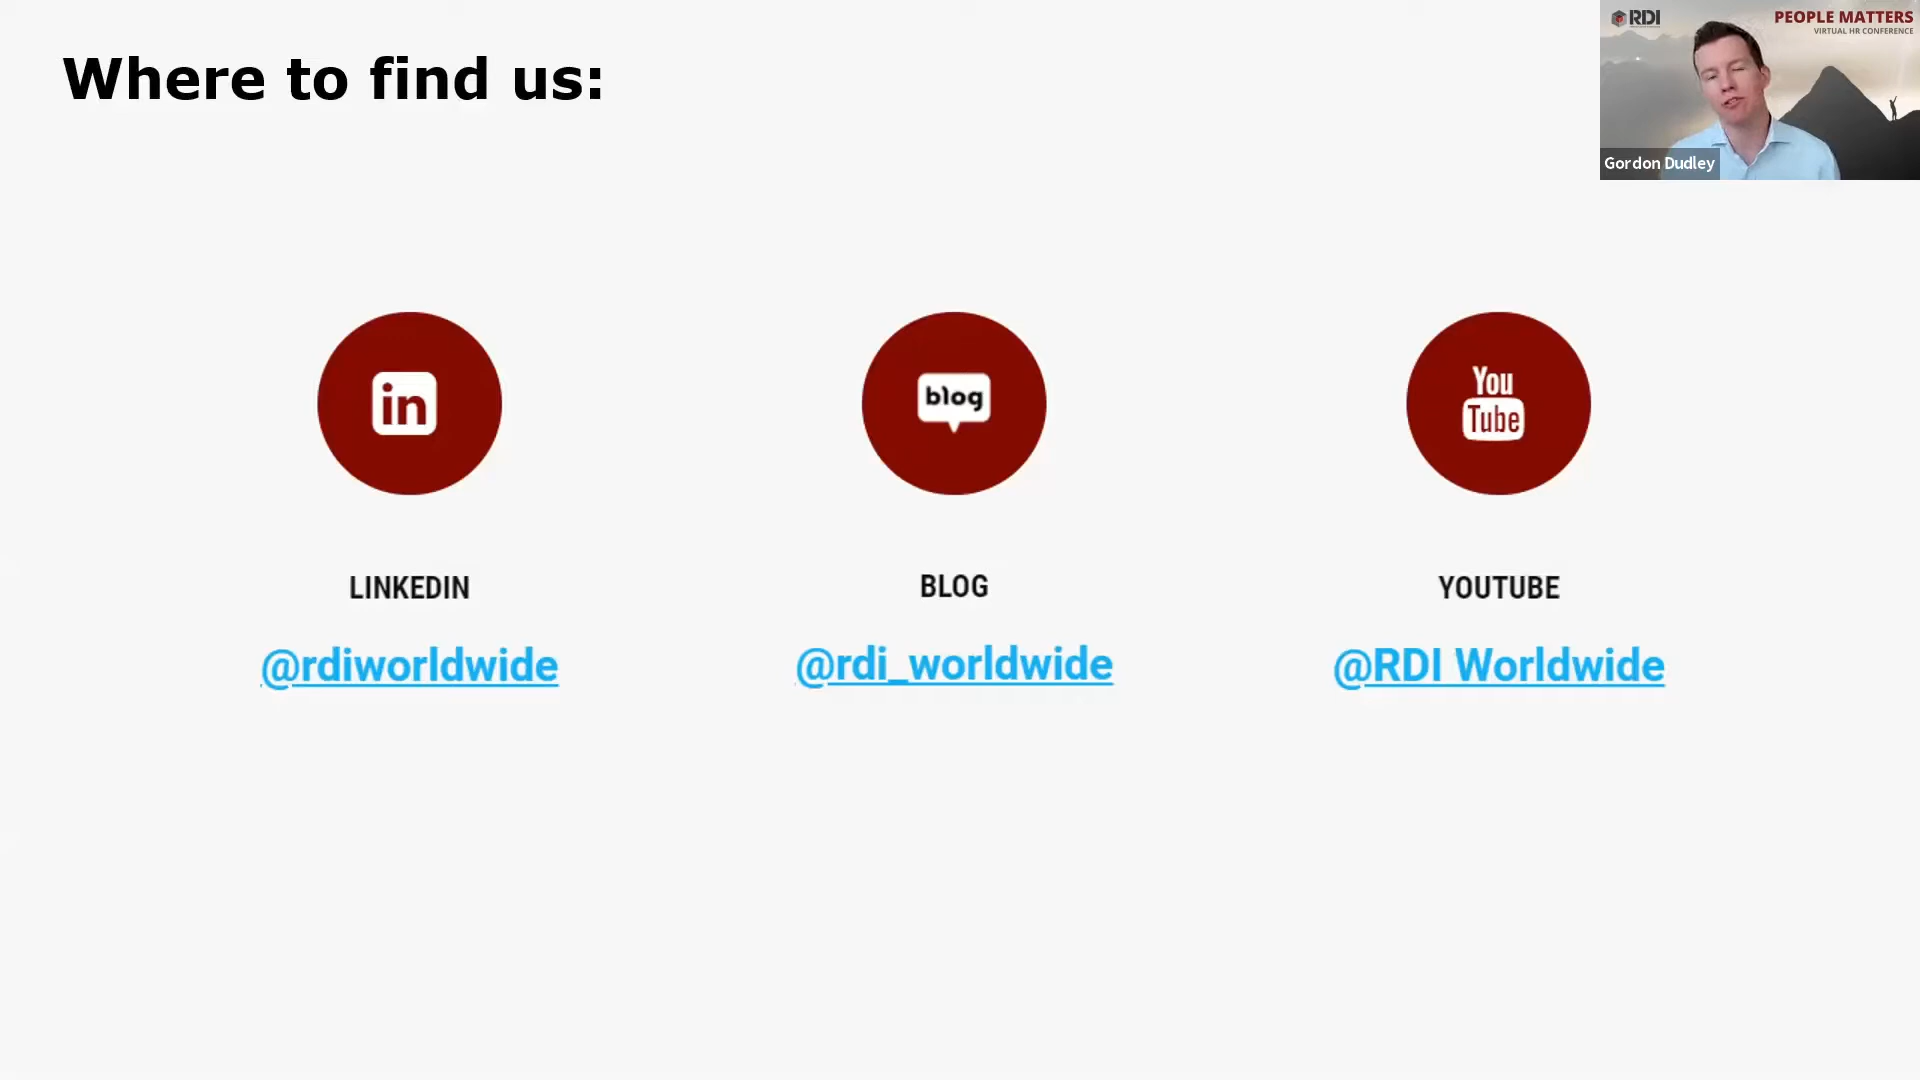 Where to find us:
RDI
PEOPLE MATTERS
VIRTUAL HR CONFERENCE
Gordon Dudley
in
blog
You
Tube
LINKEDIN
BLOG
YOUTUBE
@rdiworldwide
@rdi_worldwide
@RDI Worldwide